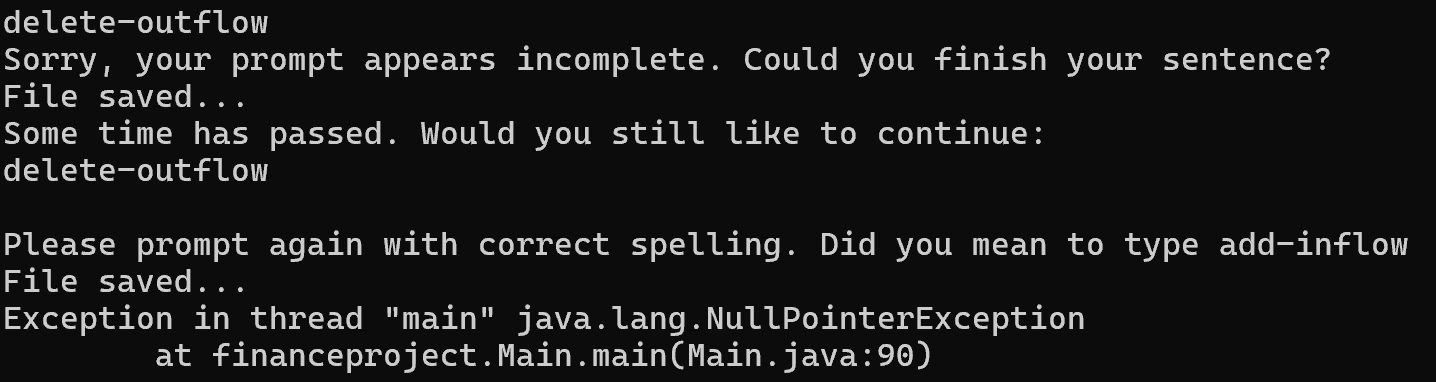 delete-outflow
Sorry, your prompt appears incomplete. Could you finish your sentence?
File saved...
Some time has passed. Would you still like to continue:
delete-outflow
Please prompt again with correct spelling. Did you mean to type add-inflow
File saved...
Exception in thread "main" java.lang.NullPointerException
at financeproject.Main.main(Main.java:90)